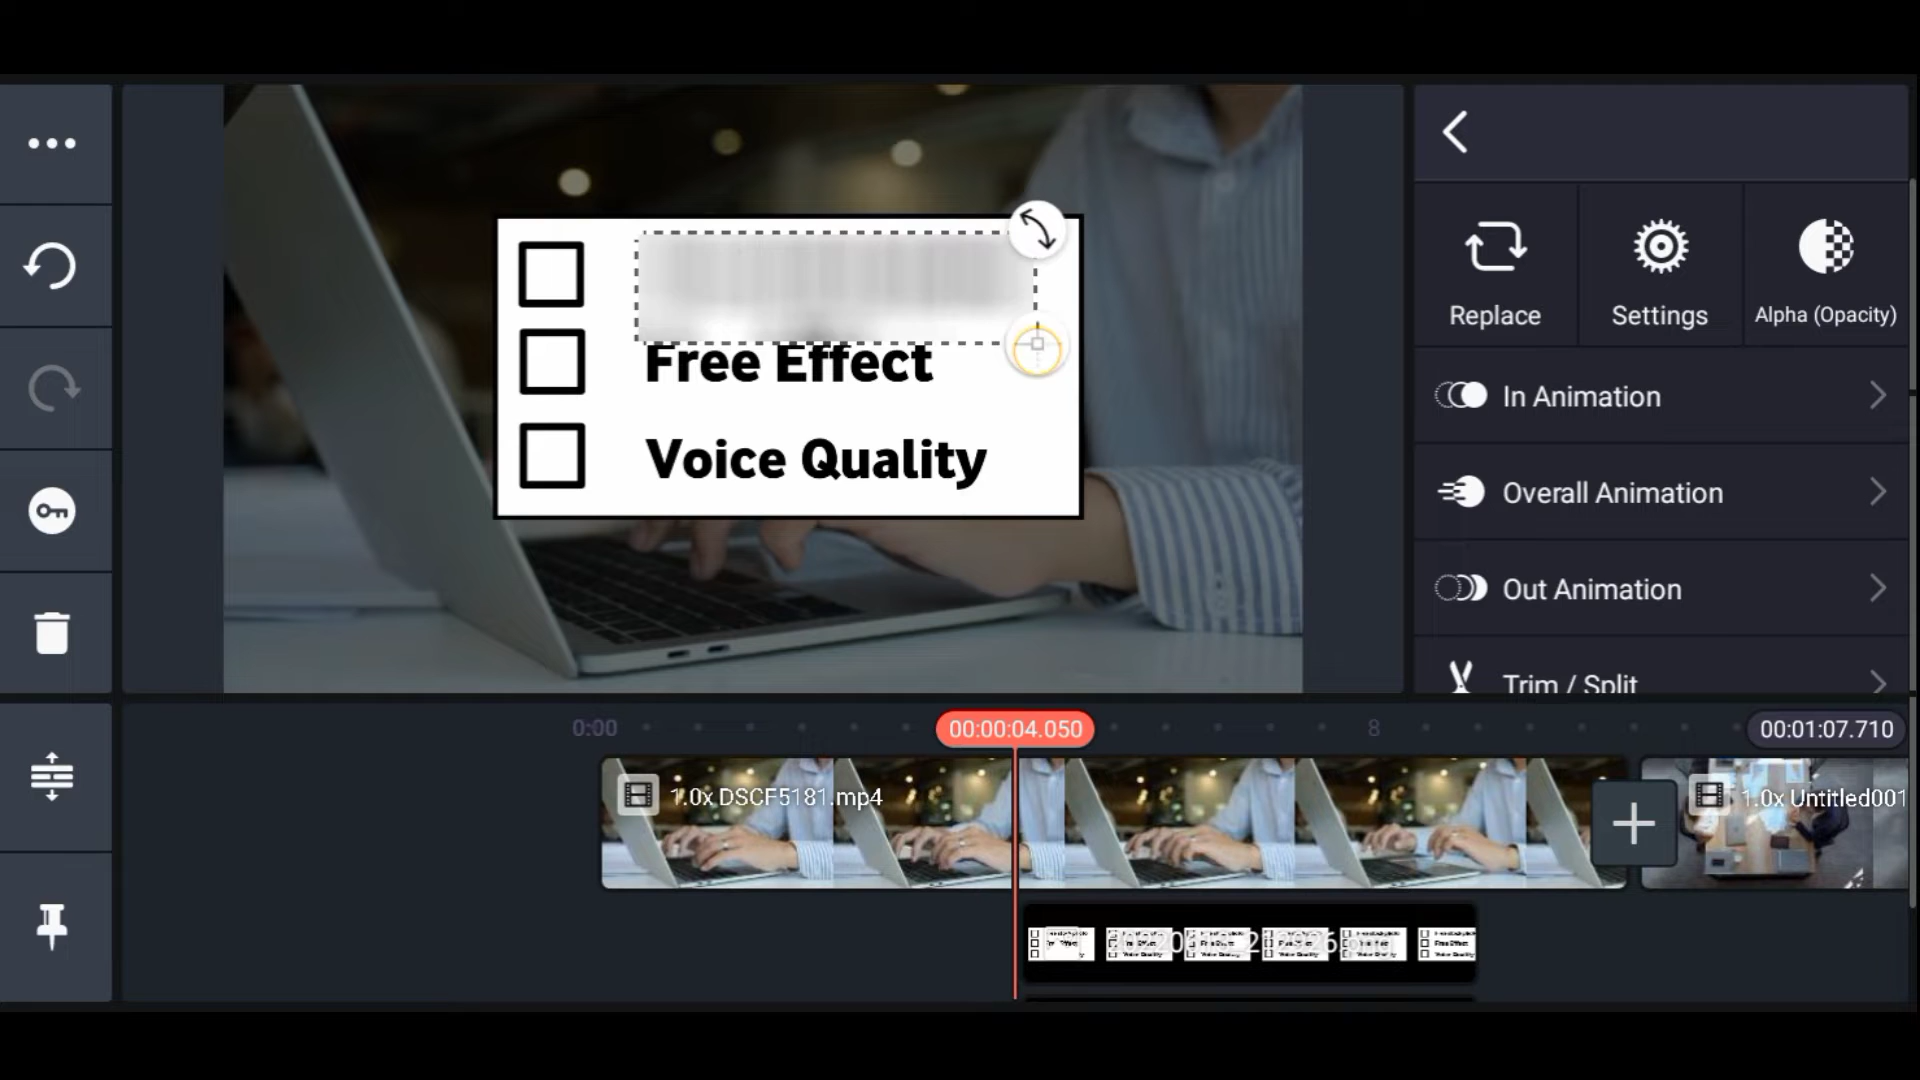 Replace
Settings
Alpha (Opacity)
Free Effect
In Animation
Voice Quality
Overall Animation
Out Animation
Trim / Split
0:00
00:00:04.050
8
00:01:07.710
1.0x DSCF5181.mp4
1.0x Untitled001